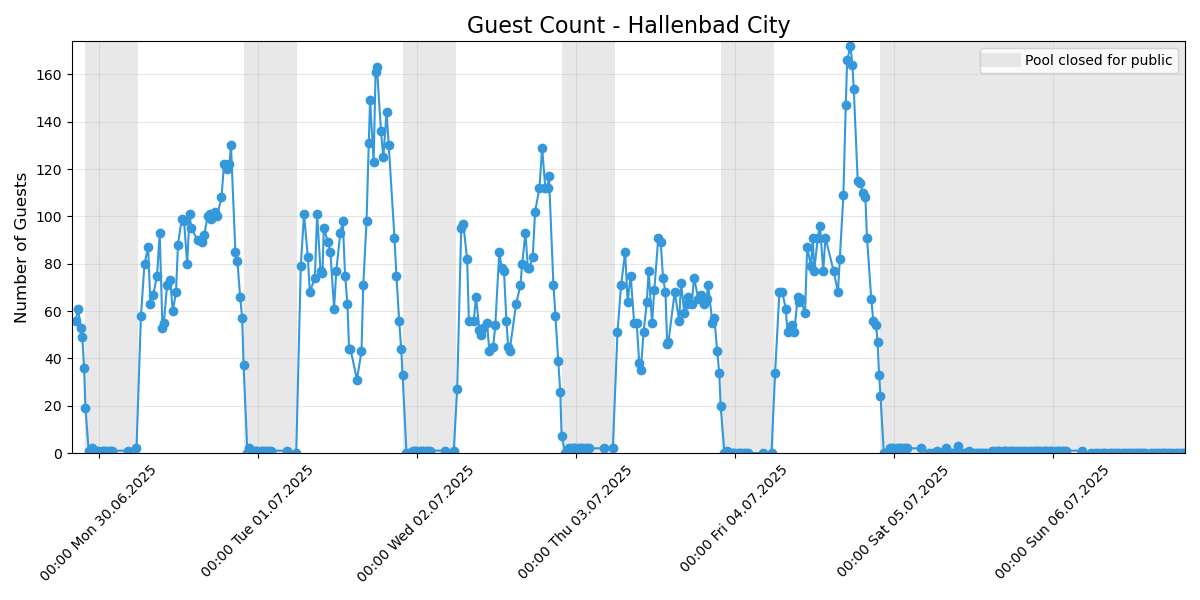 Guest Count - Hallenbad City
Pool closed for public
Number of Guests
160
140
120
100
80
60
40
20
0
00:00 Mon 30.06.2025
00:00 Tue 01.07.2025
00:00 Wed 02.07.2025
00:00 Thu 03.07.2025
00:00 Fri 04.07.2025
00:00 Sat 05.07.2025
00:00 Sun 06.07.2025